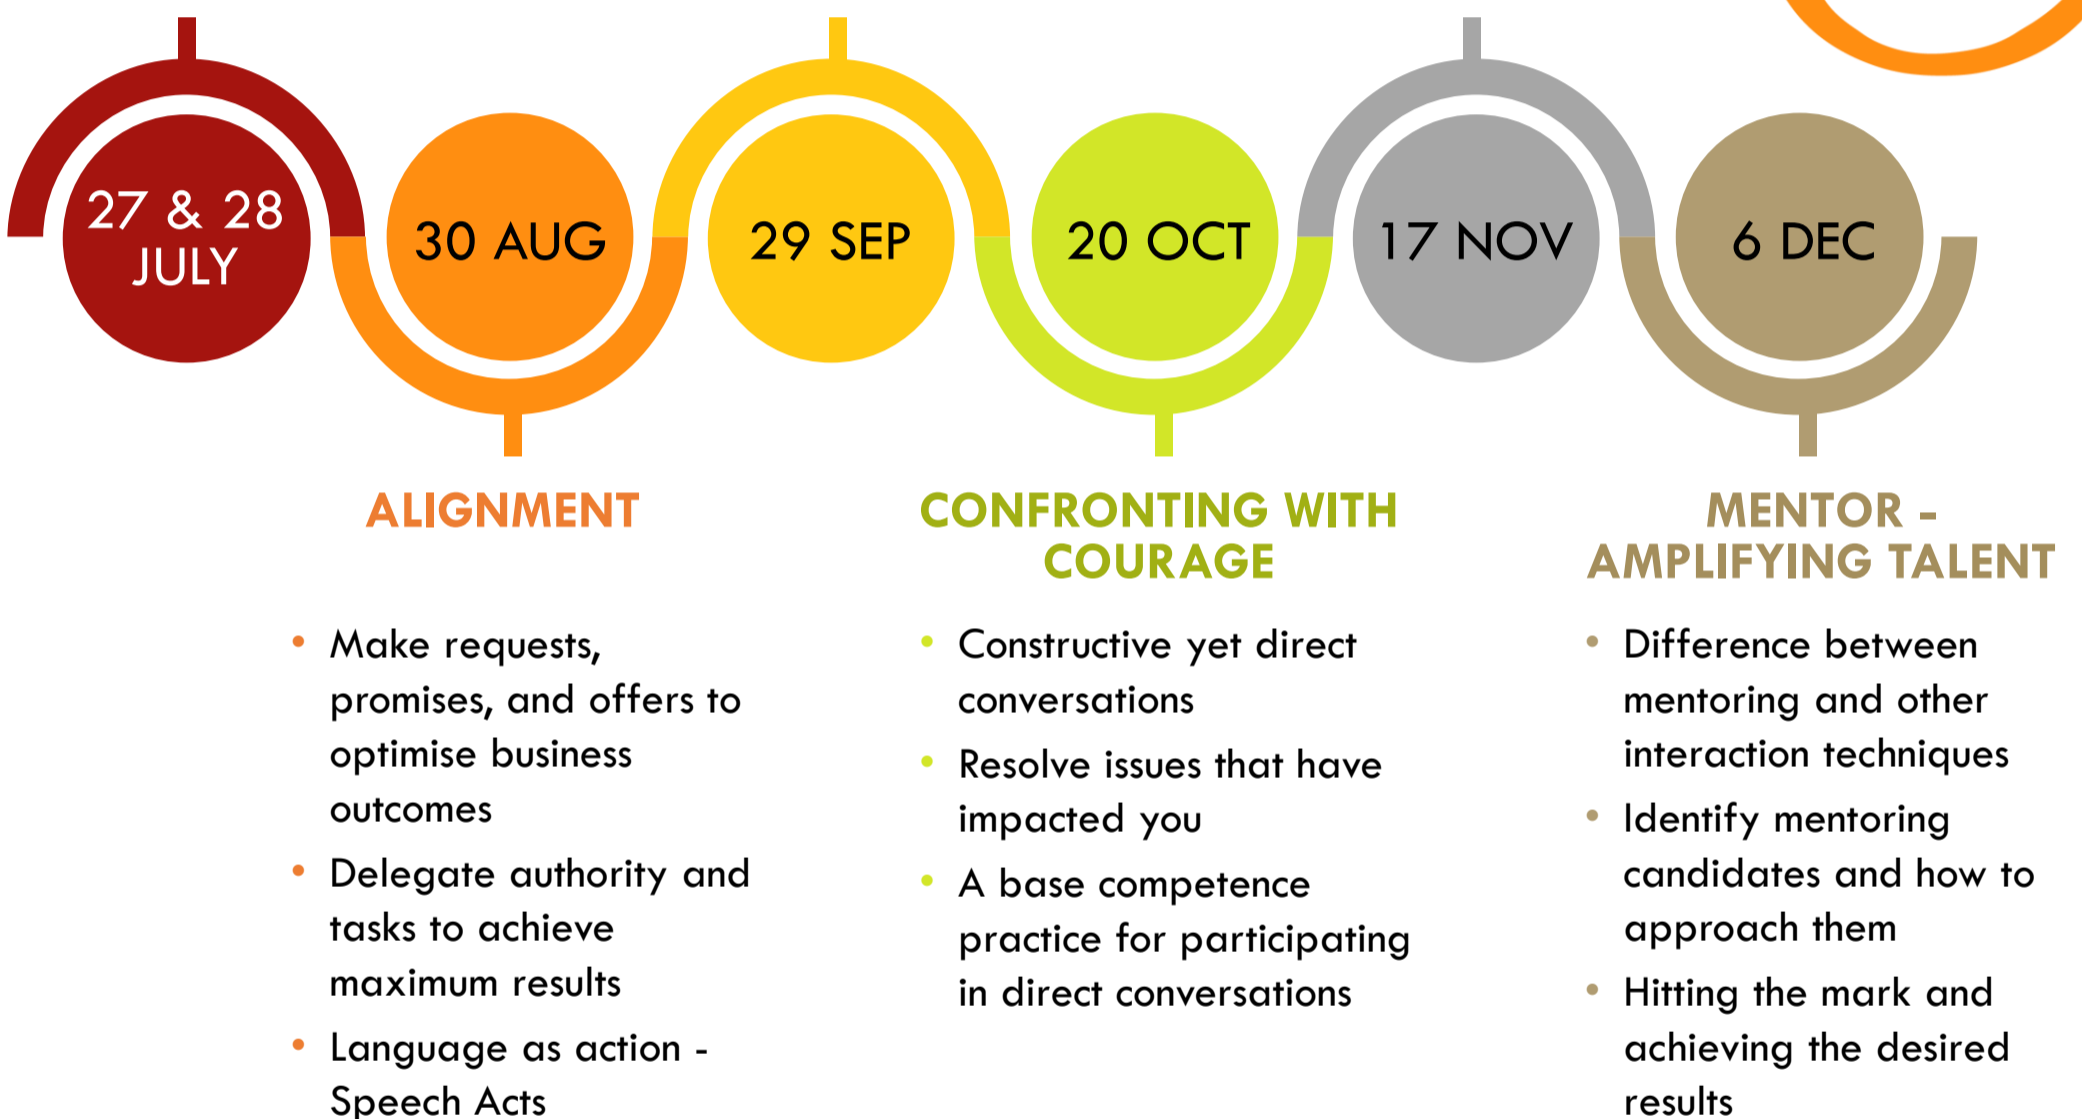 27 & 28
JULY
30 AUG
29 SEP
20 OCT
17 NOV
6 DEC
ALIGNMENT
• Make requests,
promises, and offers to
optimise business
outcomes
• Delegate authority and
tasks to achieve
maximum results
• Language as action -
Speech Acts
CONFRONTING WITH
COURAGE
• Constructive yet direct
conversations
• Resolve issues that have
impacted you
• A base competence
practice for participating
in direct conversations
MENTOR -
AMPLIFYING TALENT
• Difference between
mentoring and other
interaction techniques
• Identify mentoring
candidates and how to
approach them
• Hitting the mark and
achieving the desired
results